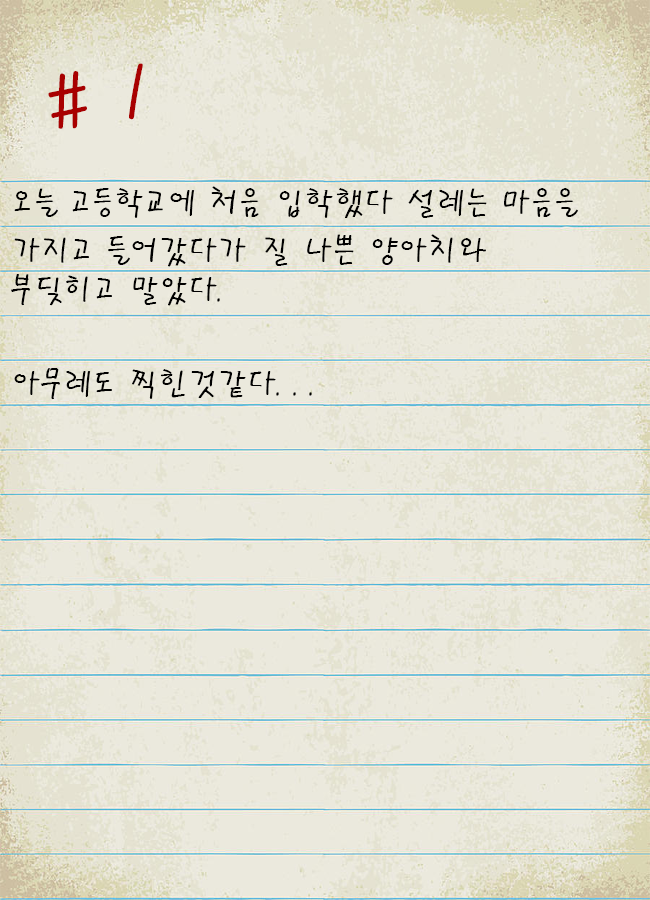 # 1
오늘 고등학교에 처음 입학했다 설레는 마음을
가지고 들어갔다가 질 나쁜 양아치와
부딪히고 말았다.
아무레도 찍힌것같다...